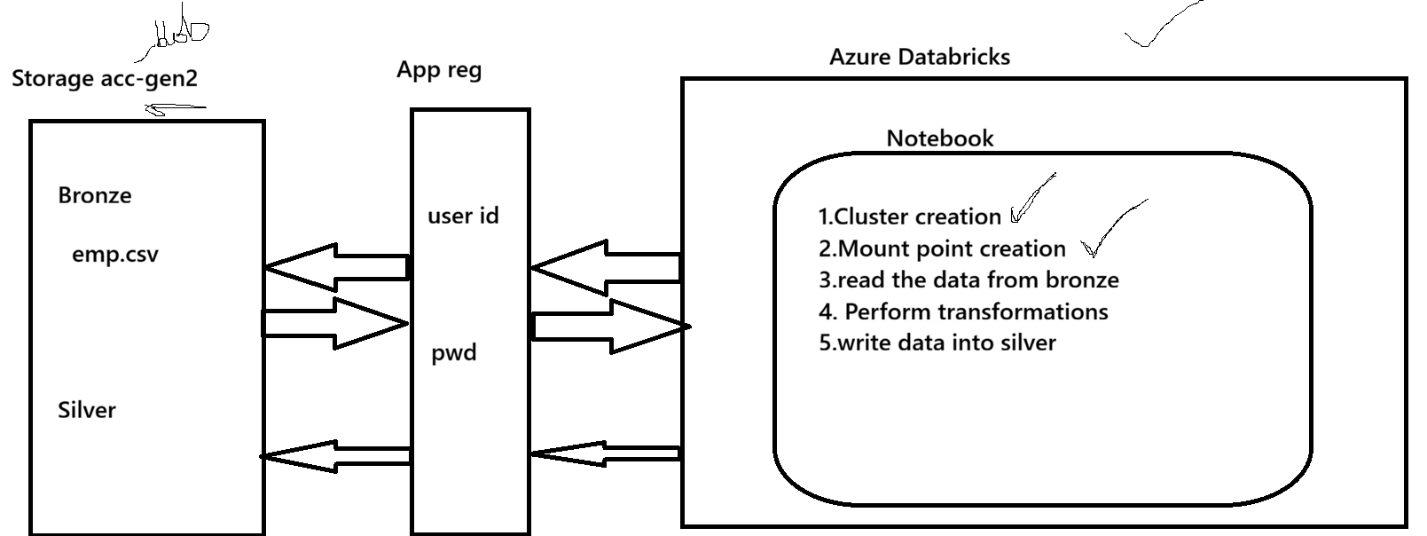 Storage acc-gen2
App reg
Azure Databricks
Bronze
emp.csv
Silver
user id
pwd
Notebook
1.Cluster creation
2.Mount point creation
3.read the data from bronze
4. Perform transformations
5.write data into silver